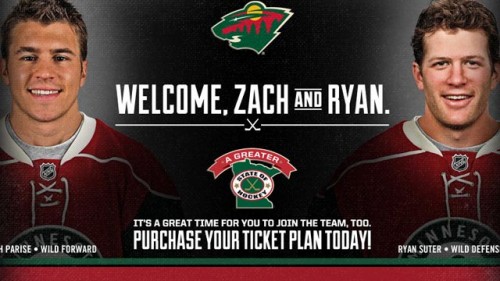 WELCOME, ZACH AND RYAN.
A GREATER
STATE OF
HOCKEY
IT'S A GREAT TIME FOR YOU TO JOIN THE TEAM, TOO.
PURCHASE YOUR TICKET PLAN TODAY!
H PARISE • WILD FORWARD
RYAN SUTER • WILD DEFENS